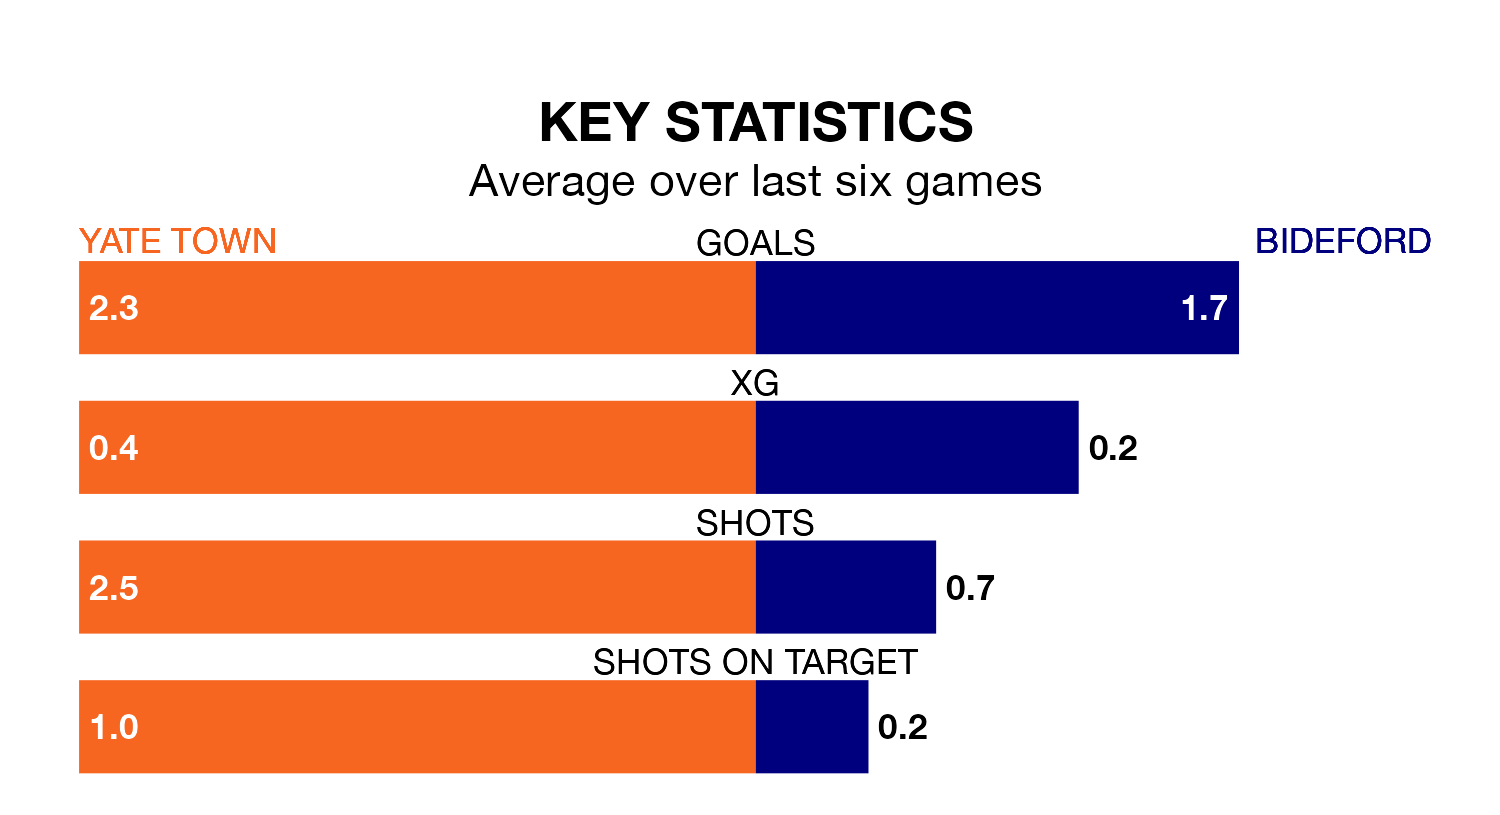 KEY STATISTICS
Average over last six games
YATE TOWN
GOALS
BIDEFORD
2.3
1.7
XG
0.4
0.2
SHOTS
2.5
0.7
SHOTS ON TARGET
1.0
0.2